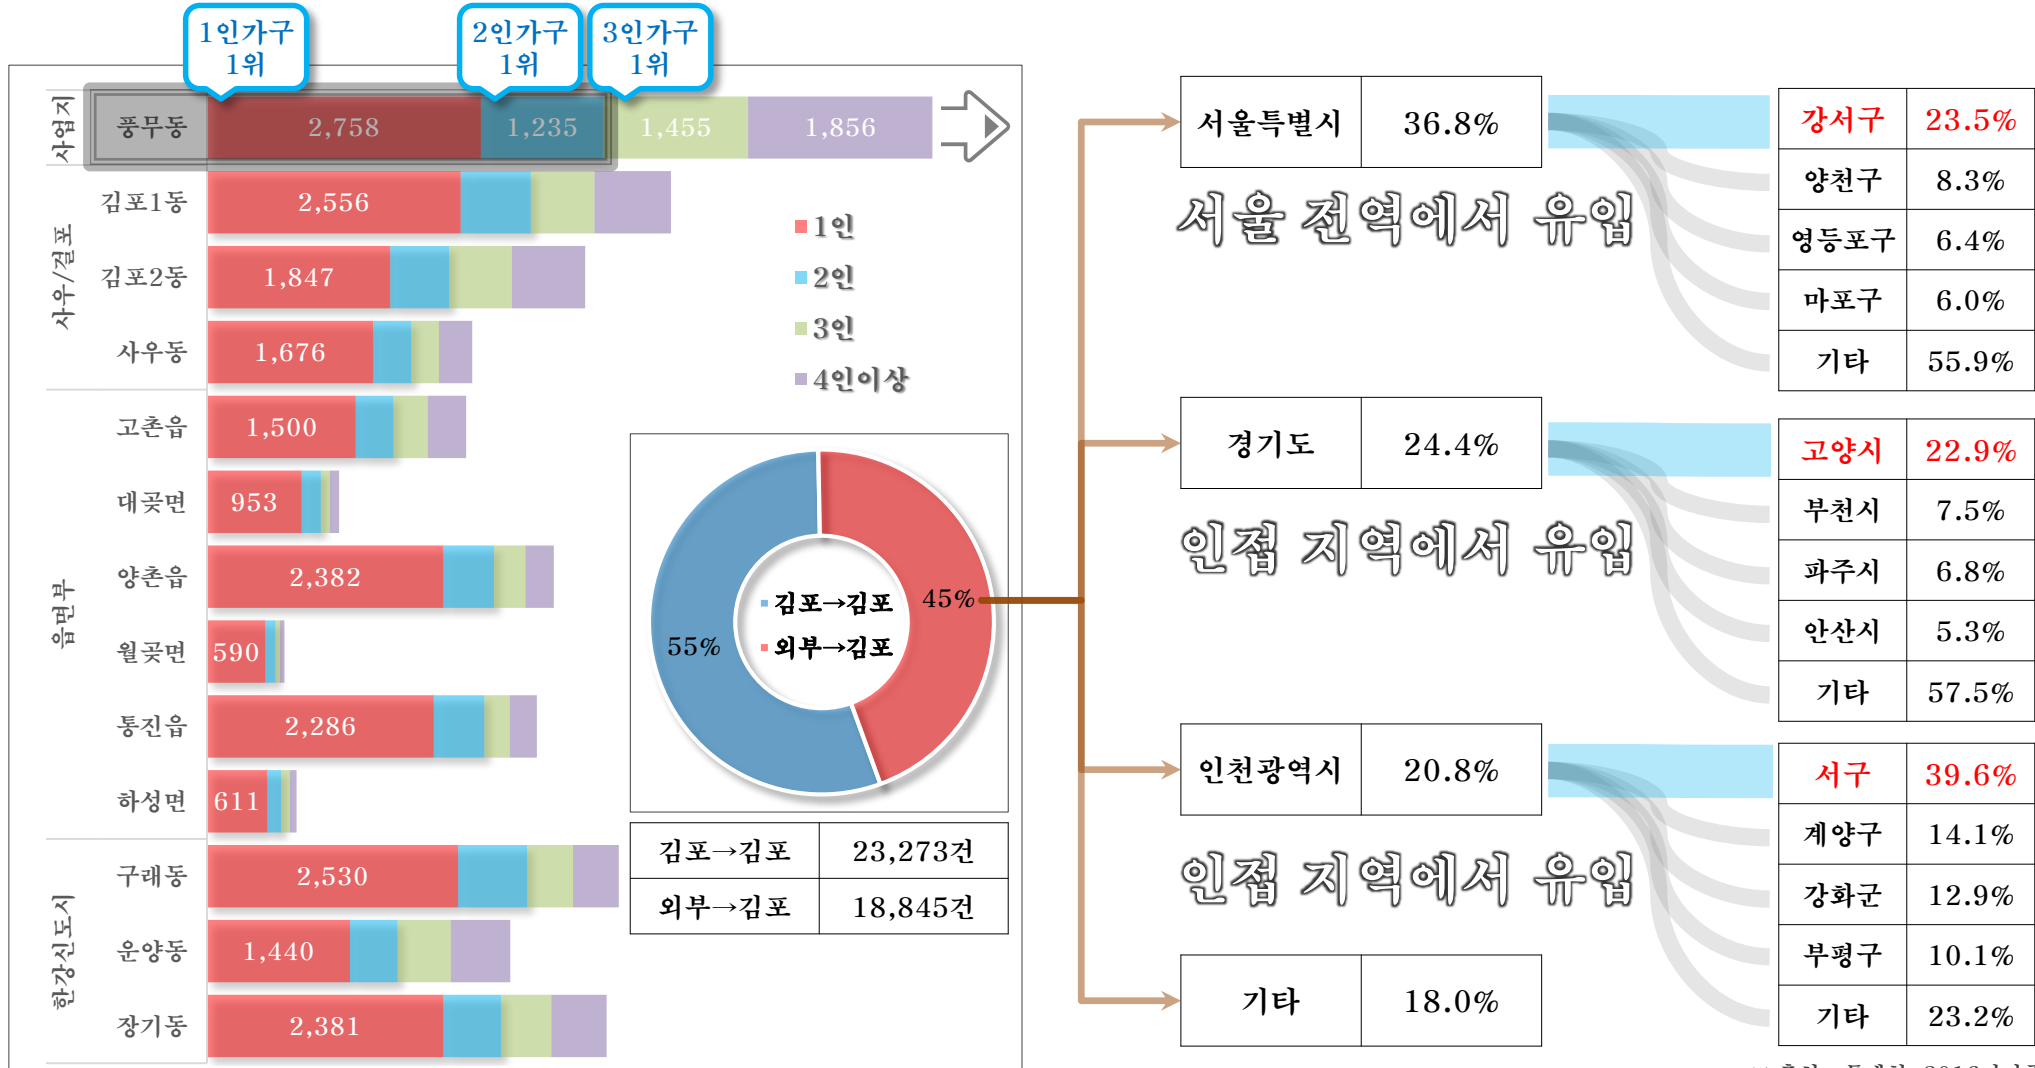 1인가구
1위
2인가구
1위
3인가구
1위
사업지
풍무동
2,758
1,235
1,455
1,856
사우/걸포
김포1동
2,556
김포2동
1,847
사우동
1,676
1인
2인
3인
4인이상
읍면부
고촌읍
1,500
대곶면
953
양촌읍
2,382
월곶면
590
통진읍
2,286
하성면
611
한강신도시
구래동
2,530
운양동
1,440
장기동
2,381
55%
45%
김포→김포
외부→김포
김포→김포 23,273건
외부→김포 18,845건
서울특별시 36.8%
서울 전역에서 유입
강서구 23.5%
양천구 8.3%
영등포구 6.4%
마포구 6.0%
기타 55.9%
경기도 24.4%
인접 지역에서 유입
고양시 22.9%
부천시 7.5%
파주시 6.8%
안산시 5.3%
기타 57.5%
인천광역시 20.8%
인접 지역에서 유입
서구 39.6%
계양구 14.1%
강화군 12.9%
부평구 10.1%
기타 23.2%
기타 18.0%